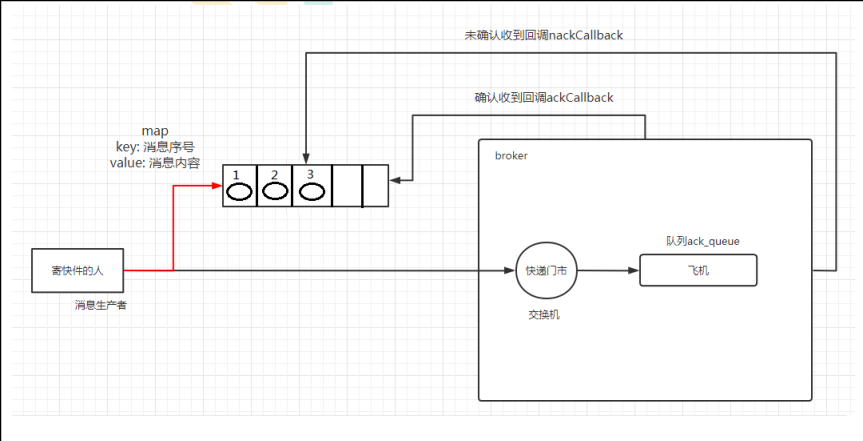 未确认收到回调nackCallback
确认收到回调ackCallback
map
key: 消息序号
value: 消息内容
1 2 3
broker
队列ack_queue
寄快件的人
快递门市
飞机
消息生产者
交换机